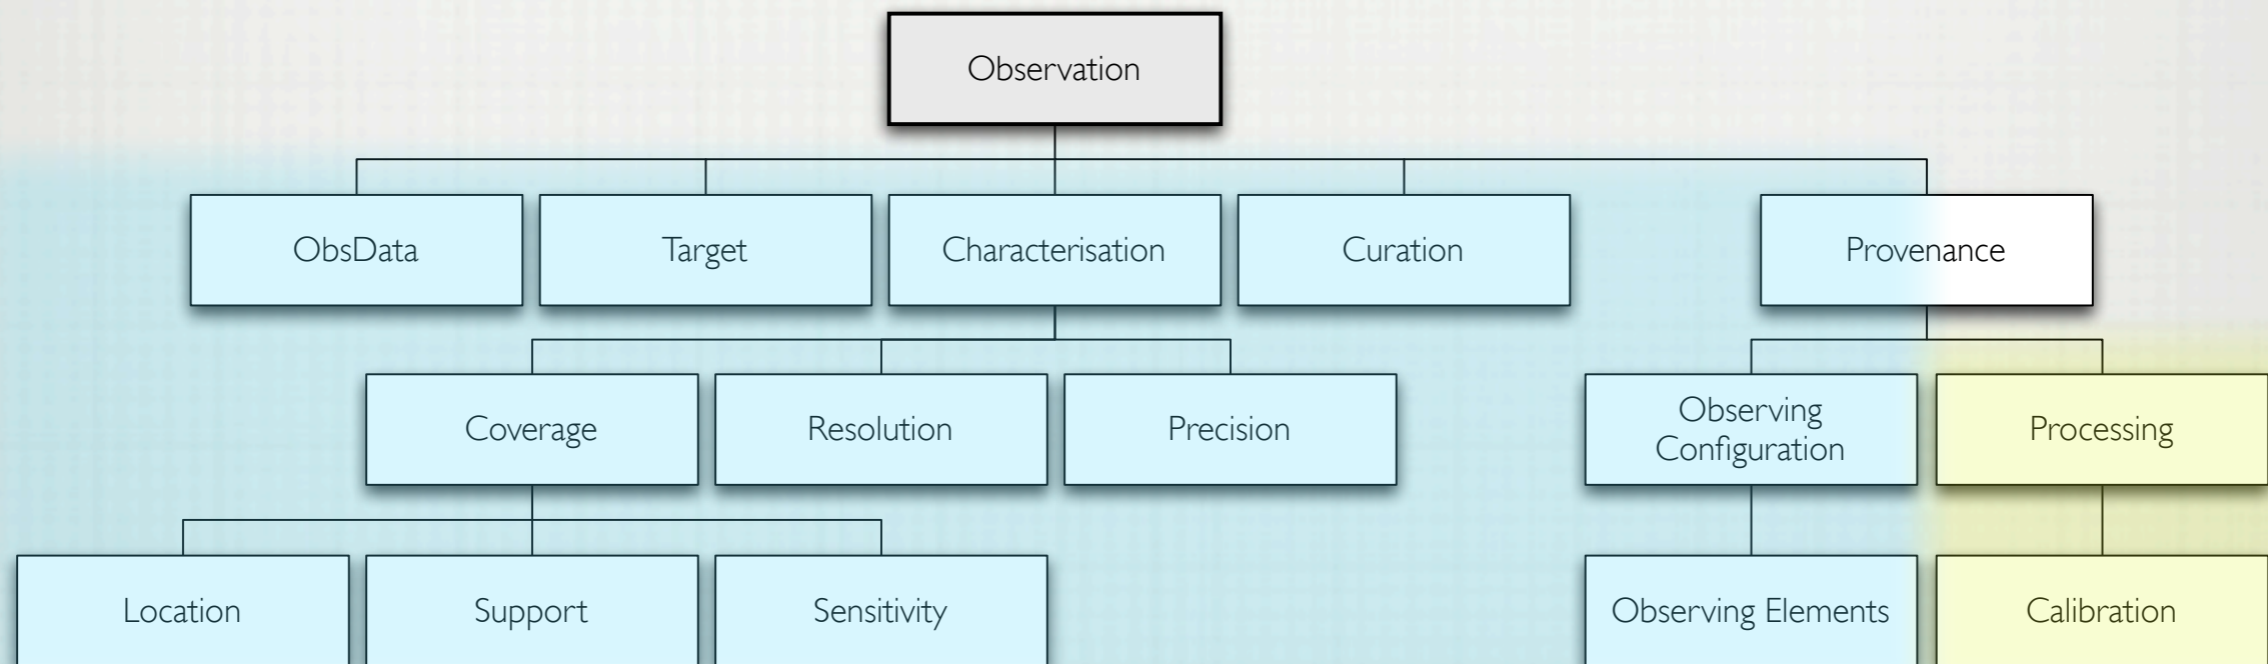 Observation
ObsData
Target
Characterisation
Curation
Provenance
Coverage
Resolution
Precision
Observing
Configuration
Processing
Location
Support
Sensitivity
Observing Elements
Calibration